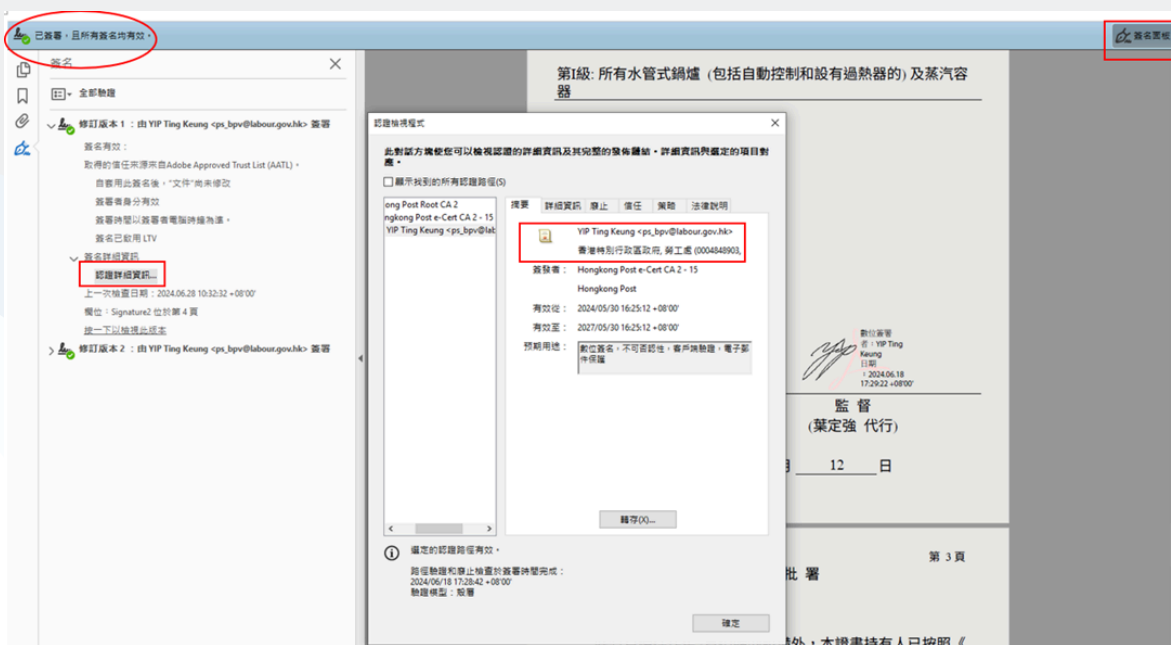 已簽署，且所有簽名均有效。
簽名面板
簽名
全部驗證
修訂版本 1 ：由 YIP Ting Keung <ps_bpv@labour.gov.hk> 簽署
簽名有效：
取得的信任來源來自Adobe Approved Trust List (AATL)。
自套用此簽名後，"文件"尚未修改
簽署者身分有效
簽署時間以簽署者電腦時鐘為準。
簽名已啟用 LTV
簽名詳細資訊
認證詳細資訊...
上一次檢查日期：2024.06.28 10:32:32 +08'00'
欄位：Signature2 位於第 4 頁
按一下以檢視此版本
修訂版本 2 ：由 YIP Ting Keung <ps_bpv@labour.gov.hk> 簽署
認證檢視程式
此對話方塊使您可以檢視認證的詳細資訊及其完整的發佈鏈結。詳細資訊與選定的項目對
應。
顯示找到的所有認證路徑(S)
ong Post Root CA 2
ngkong Post e-Cert CA 2 - 15
YIP Ting Keung <ps_bpv@lab
摘要 詳細資訊 廢止 信任 策略 法律說明
YIP Ting Keung <ps_bpv@labour.gov.hk>
香港特別行政區政府, 勞工處 (0004848903,
簽發者： Hongkong Post e-Cert CA 2 - 15
Hongkong Post
有效從： 2024/05/30 16:25:12 +08'00'
有效至： 2027/05/30 16:25:12 +08'00'
預期用途： 數位簽名，不可否認性，客戶端驗證，電子郵
件保護
轉存(X)...
選定的認證路徑有效。
路徑驗證和廢止檢查於簽署時間完成：
2024/06/18 17:28:42 +08'00'
驗證模型：殼層
確定
第I級: 所有水管式鍋爐 (包括自動控制和設有過熱器的) 及蒸汽容
器
數位簽署
者：YIP Ting
Keung
日期
：2024.06.18
17:29:22 +08'00'
監 督
(葉定強 代行)
月 12 日
第 3 頁
批 署
外，本證書持有人已按照《